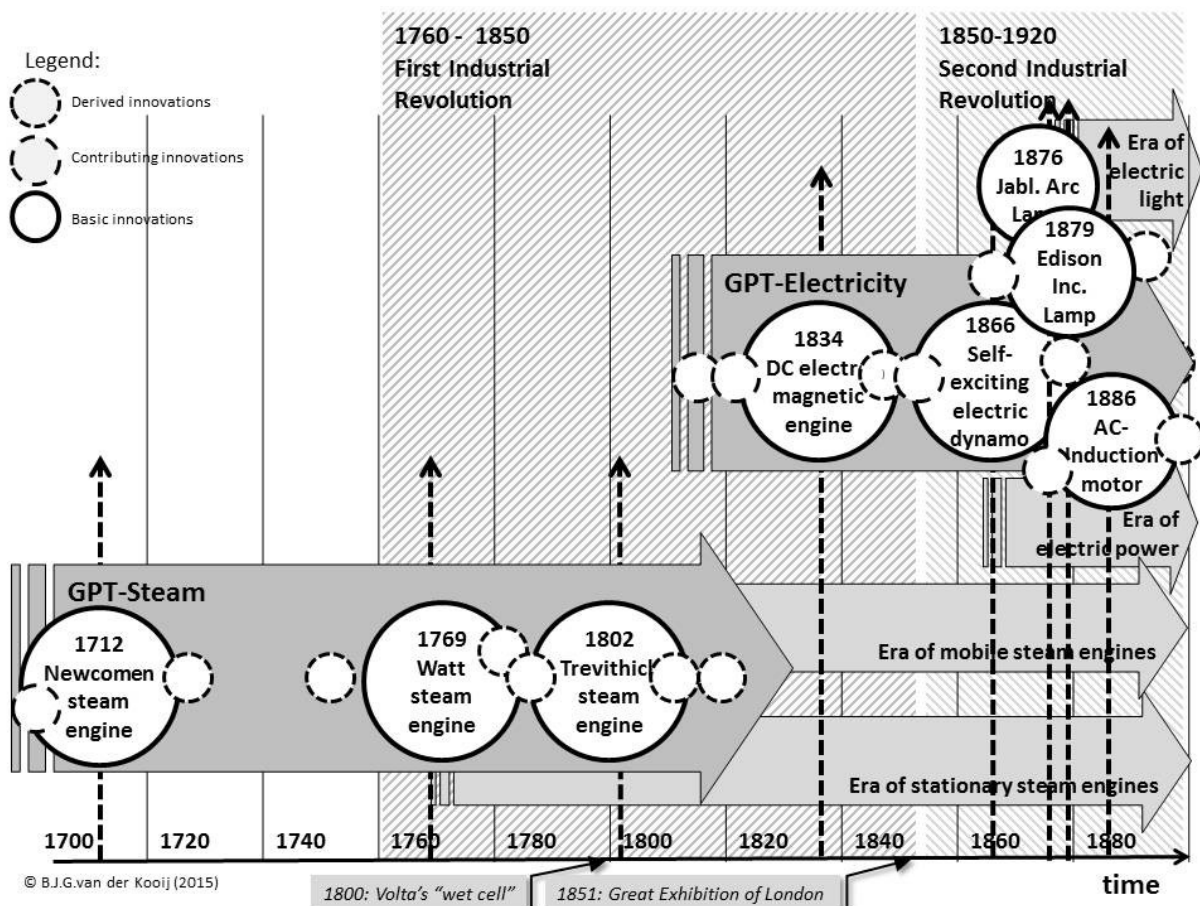 Legend:
Derived innovations
Contributing innovations
Basic innovations
1760 - 1850
First Industrial
Revolution
1850-1920
Second Industrial
Revolution
Era of
electric
light
1876
Jabl. Arc
1879
Edison
Inc.
Lamp
GPT-Electricity
1834
DC electr
magnetic
engine
1866
Self-
exciting
electric
dynamo
1886
AC-
Induction
motor
Era of
electric power
GPT-Steam
1712
Newcomen
steam
engine
1769
Watt
steam
engine
1802
Trevithick
steam
engine
Era of mobile steam engines
Era of stationary steam engines
1700 1720 1740 1760 1780 1800 1820 1840 1860 1880
time
© B.J.G.van der Kooij (2015)
1800: Volta’s “wet cell”
1851: Great Exhibition of London